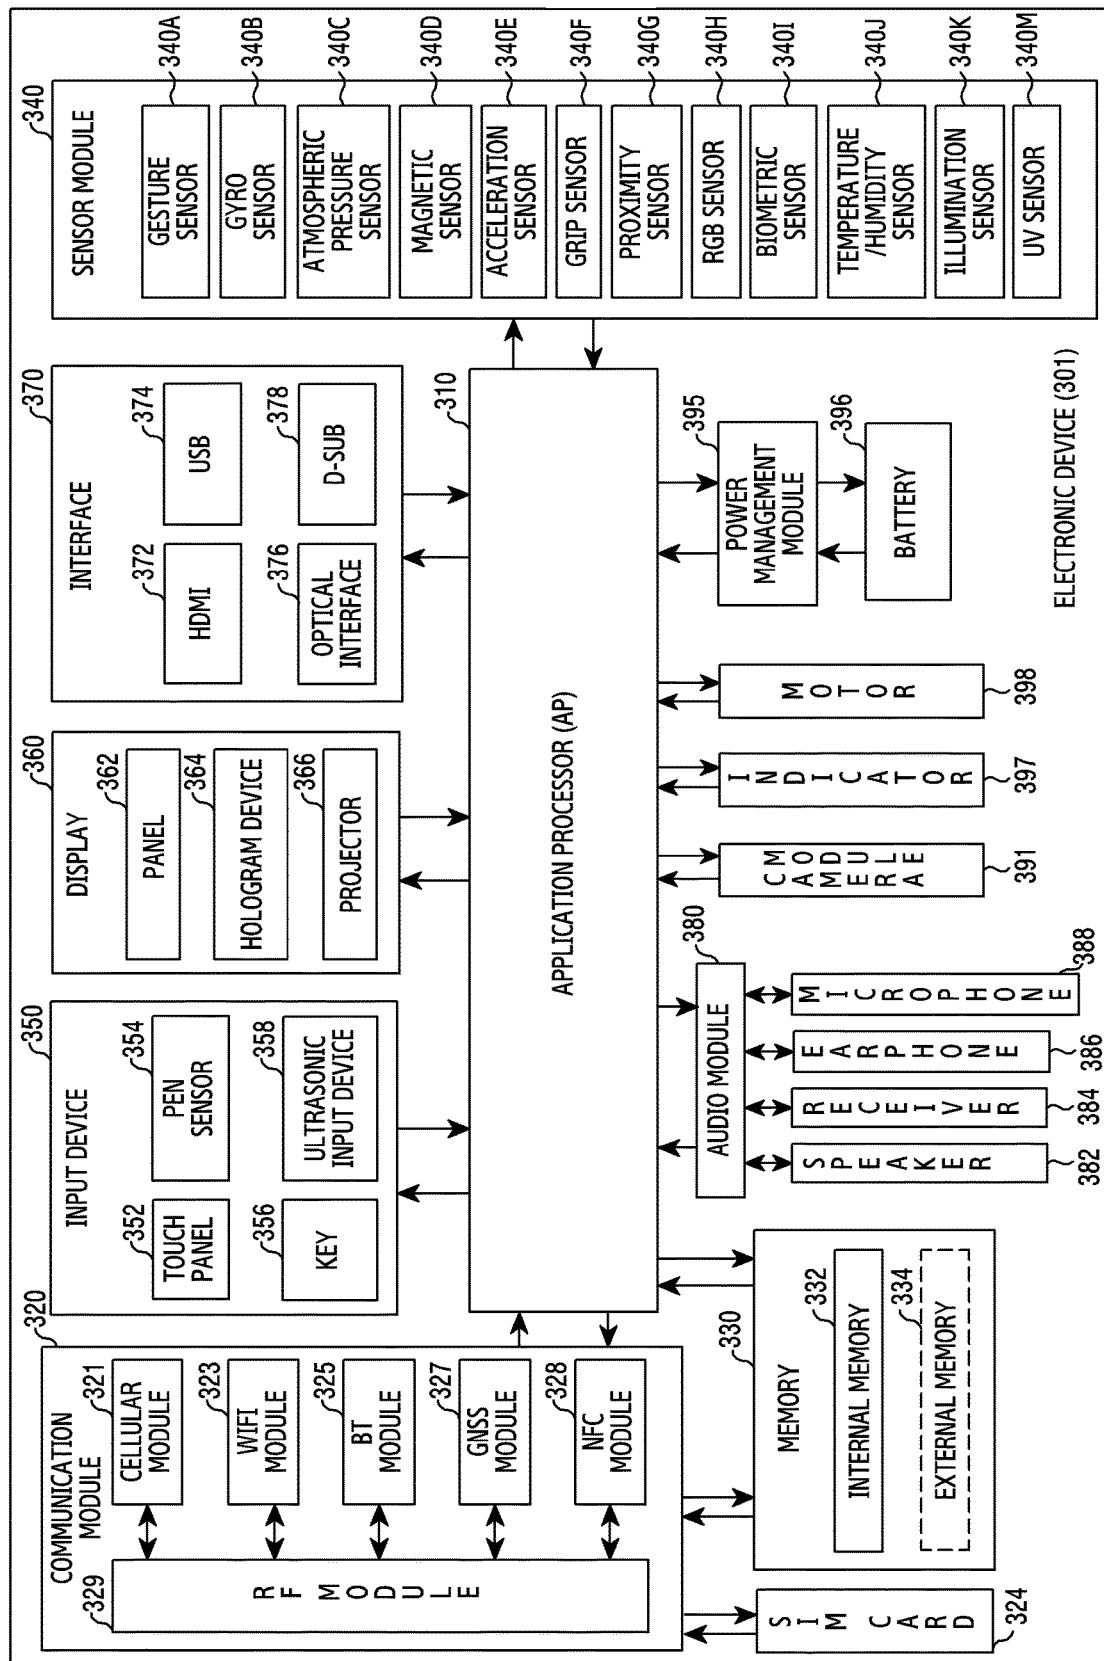 COMMUNICATION
MODULE
320
329
RF MODULE
321
CELLULAR
MODULE
323
WIFI
MODULE
325
BT
MODULE
327
GNSS
MODULE
328
NFC
MODULE
INPUT DEVICE
350
352
TOUCH
PANEL
354
PEN
SENSOR
356
KEY
358
ULTRASONIC
INPUT DEVICE
DISPLAY
360
362
PANEL
364
HOLOGRAM DEVICE
366
PROJECTOR
INTERFACE
370
372
HDMI
374
USB
376
OPTICAL
INTERFACE
378
D-SUB
SENSOR MODULE
340
GESTURE
SENSOR
340A
GYRO
SENSOR
340B
ATMOSPHERIC
PRESSURE
SENSOR
340C
MAGNETIC
SENSOR
340D
ACCELERATION
SENSOR
340E
GRIP SENSOR
340F
PROXIMITY
SENSOR
340G
RGB SENSOR
340H
BIOMETRIC
SENSOR
340I
TEMPERATURE
/HUMIDITY
SENSOR
340J
ILLUMINATION
SENSOR
340K
UV SENSOR
340M
APPLICATION PROCESSOR (AP)
310
SIM CARD
324
MEMORY
330
332
INTERNAL MEMORY
334
EXTERNAL MEMORY
AUDIO MODULE
380
SPEAKER
382
RECEIVER
384
EARPHONE
386
MICROPHONE
388
CAMERA
MODULE
391
INDICATOR
397
MOTOR
398
POWER
MANAGEMENT
MODULE
395
BATTERY
396
ELECTRONIC DEVICE (301)